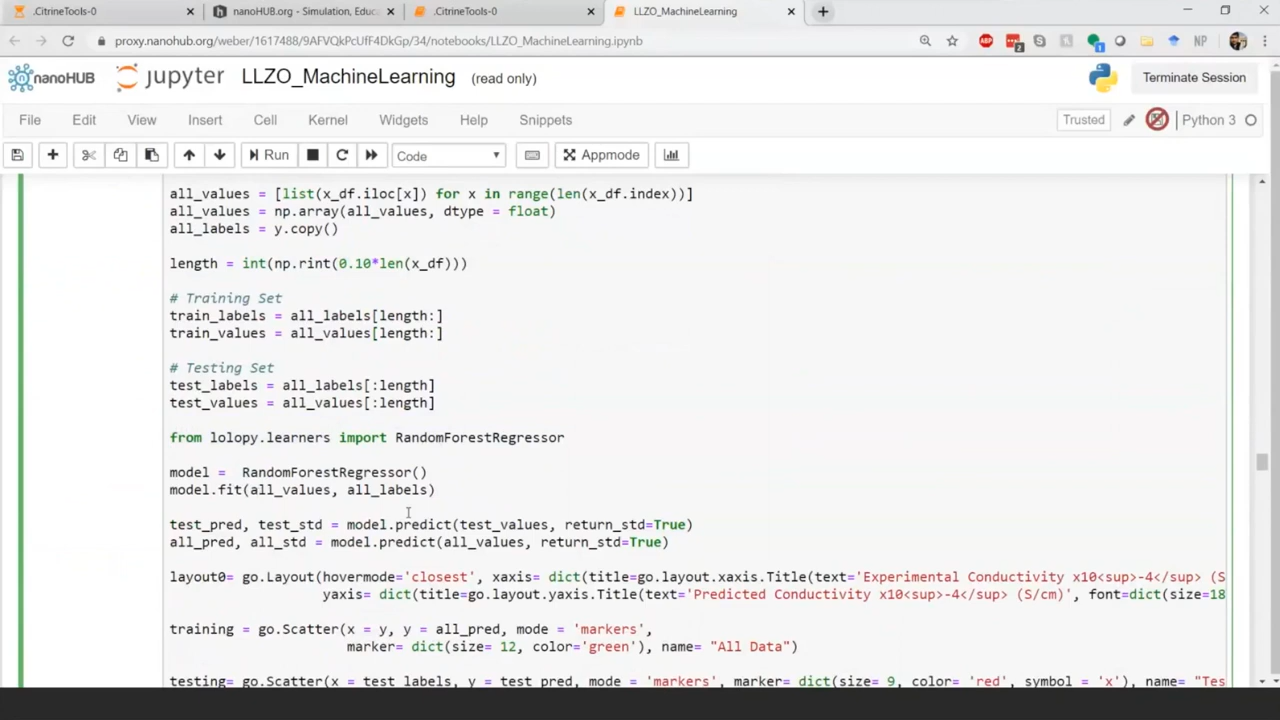 .CitrineTools-0
nanoHUB.org - Simulation, Educ
.CitrineTools-0
LLZO_MachineLearning
proxy.nanohub.org/weber/1617488/9AFVQkPcUfF4DkGp/34/notebooks/LLZO_MachineLearning.ipynb
ABP
2
1
NP
nanoHUB
jupyter
LLZO_MachineLearning
(read only)
Terminate Session
File
Edit
View
Insert
Cell
Kernel
Widgets
Help
Snippets
Trusted
Python 3
Run
Code
Appmode
all_values = [list(x_df.iloc[x]) for x in range(len(x_df.index))]
all_values = np.array(all_values, dtype = float)
all_labels = y.copy()
length = int(np.rint(0.10*len(x_df)))
# Training Set
train_labels = all_labels[length:]
train_values = all_values[length:]
# Testing Set
test_labels = all_labels[:length]
test_values = all_values[:length]
from lolopy.learners import RandomForestRegressor
model =  RandomForestRegressor()
model.fit(all_values, all_labels)
test_pred, test_std = model.predict(test_values, return_std=True)
all_pred, all_std = model.predict(all_values, return_std=True)
layout0= go.Layout(hovermode='closest', xaxis= dict(title=go.layout.xaxis.Title(text='Experimental Conductivity x10<sup>-4</sup> (S
yaxis= dict(title=go.layout.yaxis.Title(text='Predicted Conductivity x10<sup>-4</sup> (S/cm)', font=dict(size=18
training = go.Scatter(x = y, y = all_pred, mode = 'markers',
marker= dict(size= 12, color='green'), name= "All Data")
testing= go.Scatter(x = test_labels, y = test_pred, mode = 'markers', marker= dict(size= 9, color= 'red', symbol = 'x'), name= "Tes